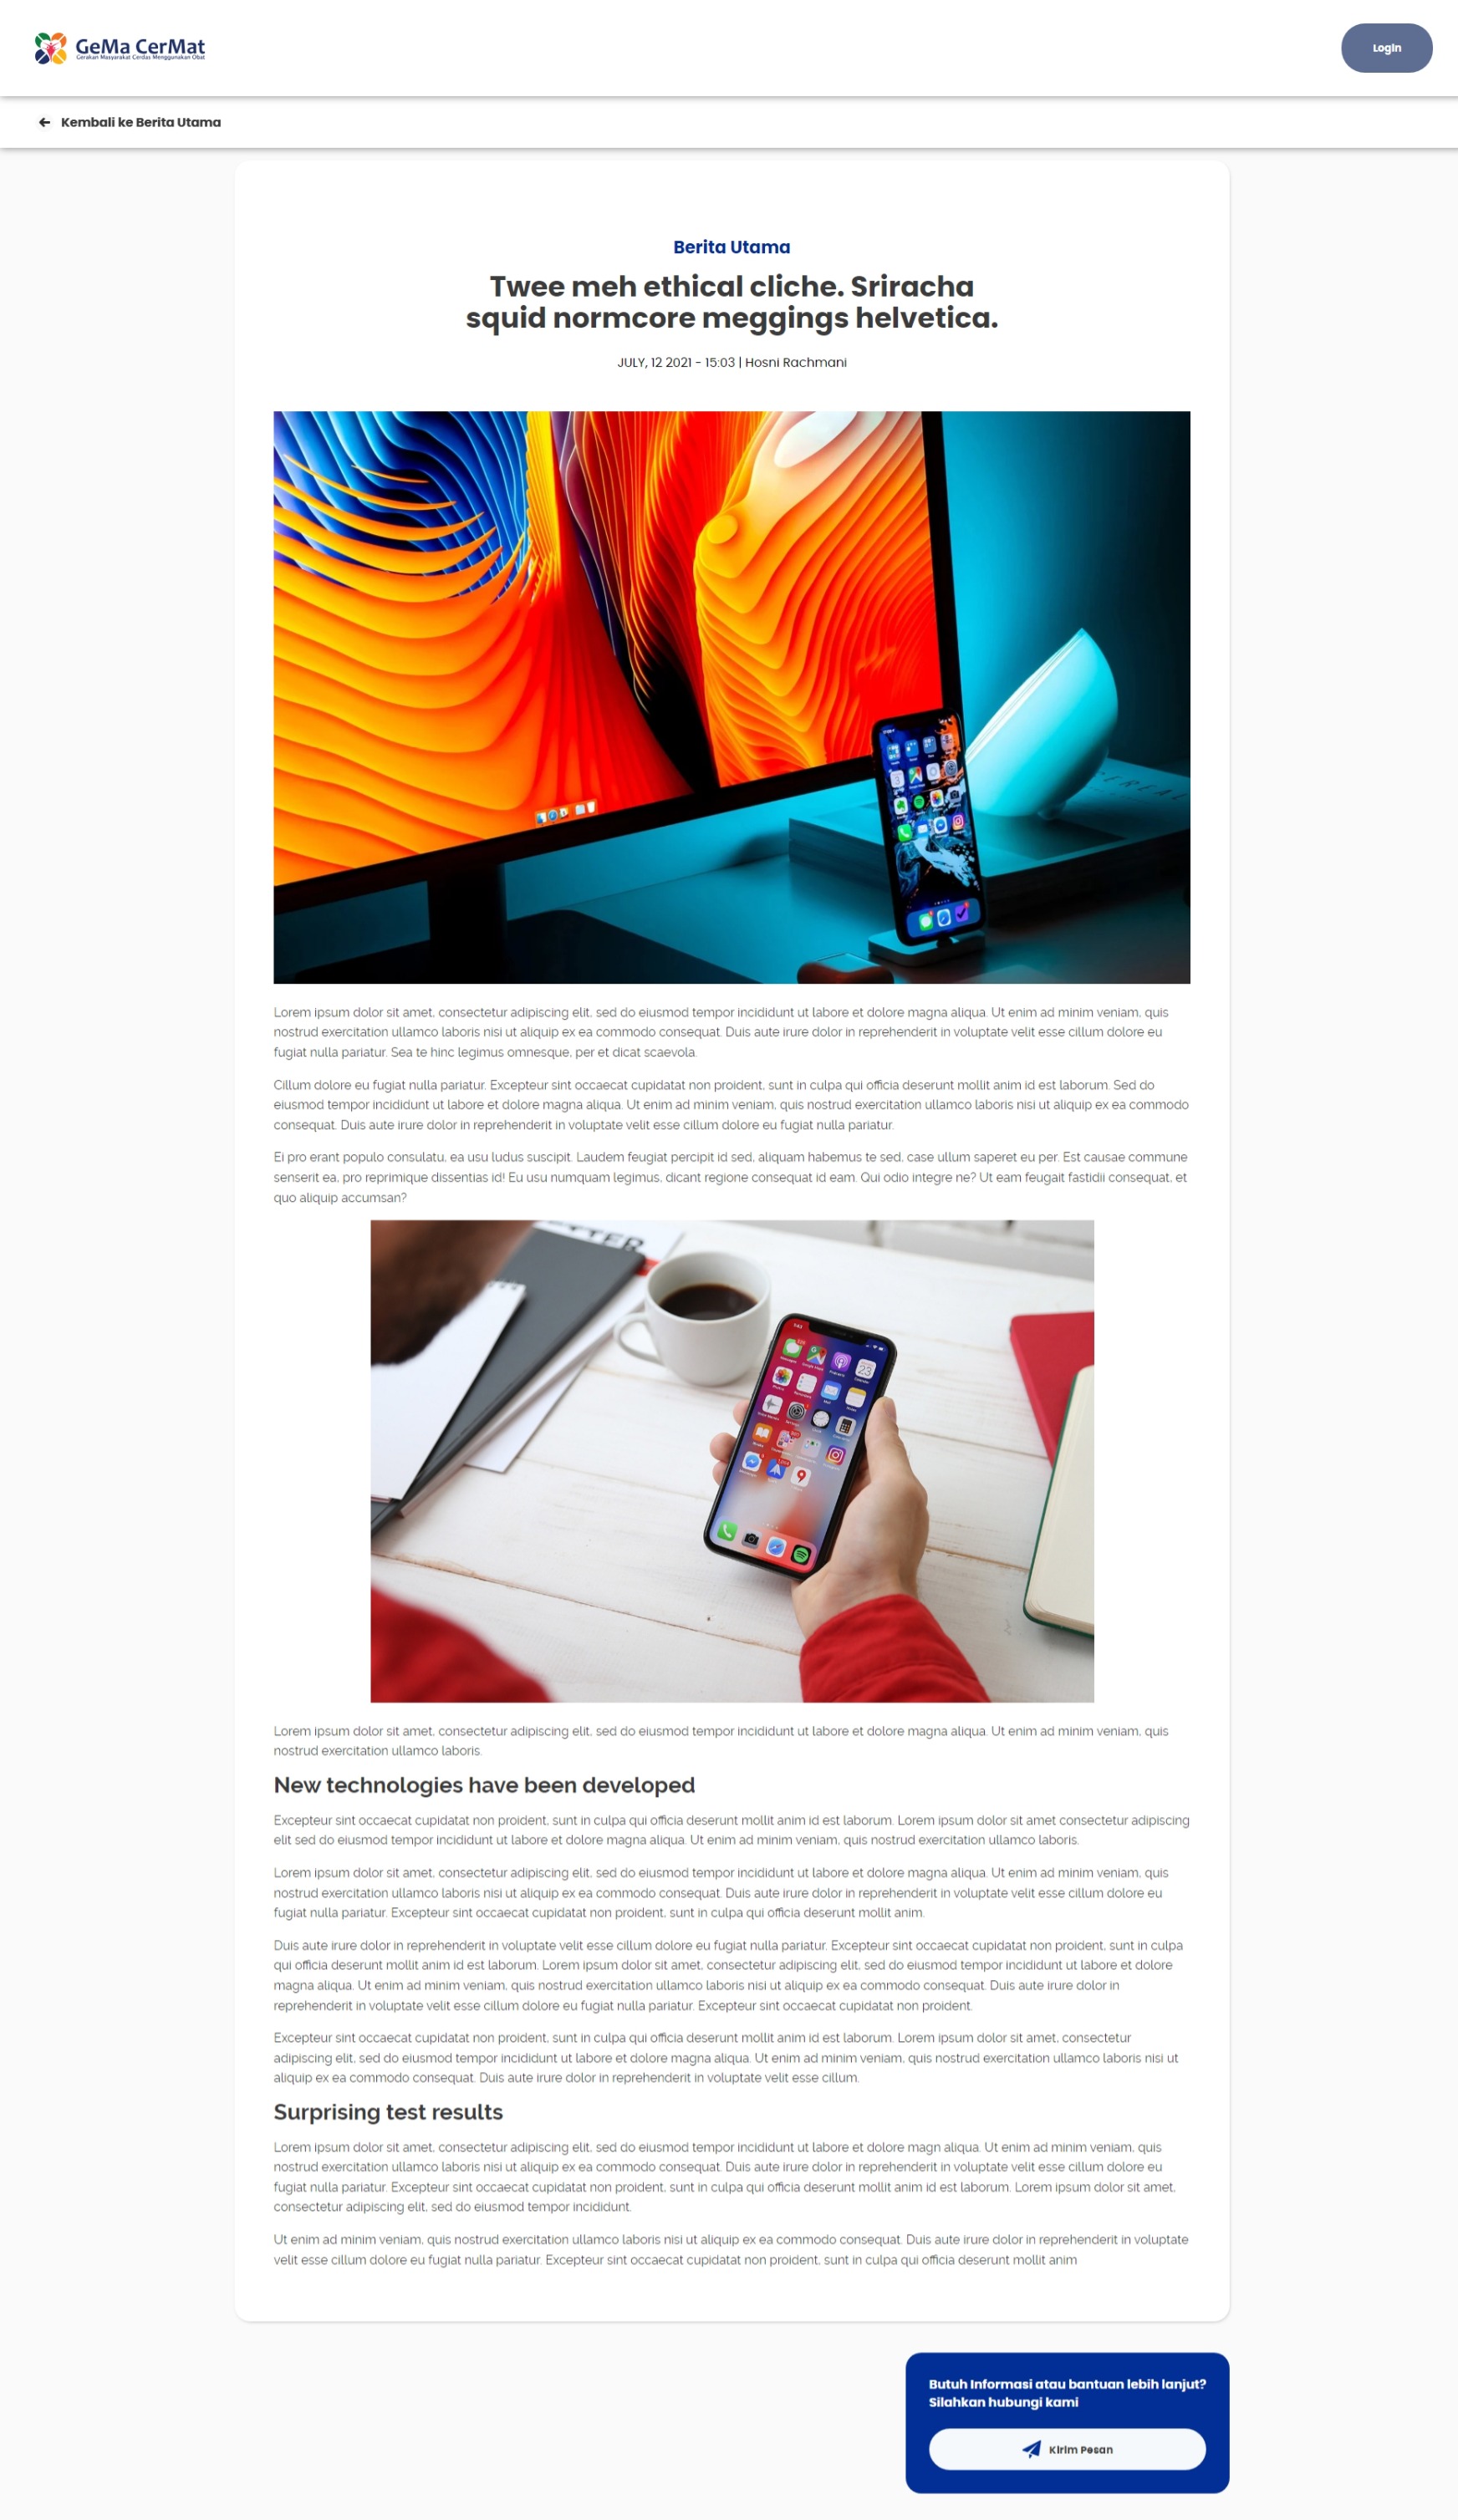 GeMa CerMat
Gerakan Masyarakat Cerdas Menggunakan Obat
Login
Kembali ke Berita Utama
Berita Utama
Twee meh ethical cliche. Sriracha
squid normcore meggings helvetica.
JULY, 12 2021 - 15:03 | Hosni Rachmani
Lorem ipsum dolor sit amet, consectetur adipiscing elit, sed do eiusmod tempor incididunt ut labore et dolore magna aliqua. Ut enim ad minim veniam, quis
nostrud exercitation ullamco laboris nisi ut aliquip ex ea commodo consequat. Duis aute irure dolor in reprehenderit in voluptate velit esse cillum dolore eu
fugiat nulla pariatur. Sea te hinc legimus omnesque, per et dicat scaevola.
Cillum dolore eu fugiat nulla pariatur. Excepteur sint occaecat cupidatat non proident, sunt in culpa qui officia deserunt mollit anim id est laborum. Sed do
eiusmod tempor incididunt ut labore et dolore magna aliqua. Ut enim ad minim veniam, quis nostrud exercitation ullamco laboris nisi ut aliquip ex ea commodo
consequat. Duis aute irure dolor in reprehenderit in voluptate velit esse cillum dolore eu fugiat nulla pariatur.
Ei pro erant populo consulatu, ea usu ludus suscipit. Laudem feugiat percipit id sed, aliquam habemus te sed, case ullum saperet eu per. Est causae commune
senserit ea, pro reprimique dissentias id! Eu usu numquam legimus, dicant regione consequat id eam. Qui odio integre ne? Ut eam feugait fastidii consequat, et
quo aliquip accumsan?
23
Lorem ipsum dolor sit amet, consectetur adipiscing elit, sed do eiusmod tempor incididunt ut labore et dolore magna aliqua. Ut enim ad minim veniam, quis
nostrud exercitation ullamco laboris.
New technologies have been developed
Excepteur sint occaecat cupidatat non proident, sunt in culpa qui officia deserunt mollit anim id est laborum. Lorem ipsum dolor sit amet consectetur adipiscing
elit sed do eiusmod tempor incididunt ut labore et dolore magna aliqua. Ut enim ad minim veniam, quis nostrud exercitation ullamco laboris.
Lorem ipsum dolor sit amet, consectetur adipiscing elit, sed do eiusmod tempor incididunt ut labore et dolore magna aliqua. Ut enim ad minim veniam, quis
nostrud exercitation ullamco laboris nisi ut aliquip ex ea commodo consequat. Duis aute irure dolor in reprehenderit in voluptate velit esse cillum dolore eu
fugiat nulla pariatur. Excepteur sint occaecat cupidatat non proident, sunt in culpa qui officia deserunt mollit anim.
Duis aute irure dolor in reprehenderit in voluptate velit esse cillum dolore eu fugiat nulla pariatur. Excepteur sint occaecat cupidatat non proident, sunt in culpa
qui officia deserunt mollit anim id est laborum. Lorem ipsum dolor sit amet, consectetur adipiscing elit, sed do eiusmod tempor incididunt ut labore et dolore
magna aliqua. Ut enim ad minim veniam, quis nostrud exercitation ullamco laboris nisi ut aliquip ex ea commodo consequat. Duis aute irure dolor in
reprehenderit in voluptate velit esse cillum dolore eu fugiat nulla pariatur. Excepteur sint occaecat cupidatat non proident.
Excepteur sint occaecat cupidatat non proident, sunt in culpa qui officia deserunt mollit anim id est laborum. Lorem ipsum dolor sit amet, consectetur
adipiscing elit, sed do eiusmod tempor incididunt ut labore et dolore magna aliqua. Ut enim ad minim veniam, quis nostrud exercitation ullamco laboris nisi ut
aliquip ex ea commodo consequat. Duis aute irure dolor in reprehenderit in voluptate velit esse cillum.
Surprising test results
Lorem ipsum dolor sit amet, consectetur adipiscing elit, sed do eiusmod tempor incididunt ut labore et dolore magn aliqua. Ut enim ad minim veniam, quis
nostrud exercitation ullamco laboris nisi ut aliquip ex ea commodo consequat. Duis aute irure dolor in reprehenderit in voluptate velit esse cillum dolore eu
fugiat nulla pariatur. Excepteur sint occaecat cupidatat non proident, sunt in culpa qui officia deserunt mollit anim id est laborum. Lorem ipsum dolor sit amet,
consectetur adipiscing elit, sed do eiusmod tempor incididunt.
Ut enim ad minim veniam, quis nostrud exercitation ullamco laboris nisi ut aliquip ex ea commodo consequat. Duis aute irure dolor in reprehenderit in voluptate
velit esse cillum dolore eu fugiat nulla pariatur. Excepteur sint occaecat cupidatat non proident, sunt in culpa qui officia deserunt mollit anim
Butuh Informasi atau bantuan lebih lanjut?
Silahkan hubungi kami
Kirim Pesan